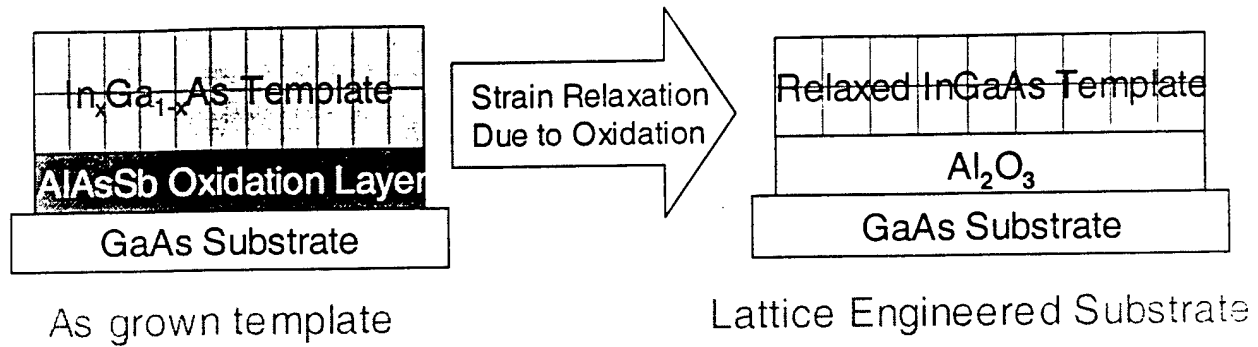 InₓGa₁₋ₓAs Template
AlAsSb Oxidation Layer
GaAs Substrate
As grown template
Strain Relaxation
Due to Oxidation
Relaxed InGaAs Template
Al₂O₃
GaAs Substrate
Lattice Engineered Substrate